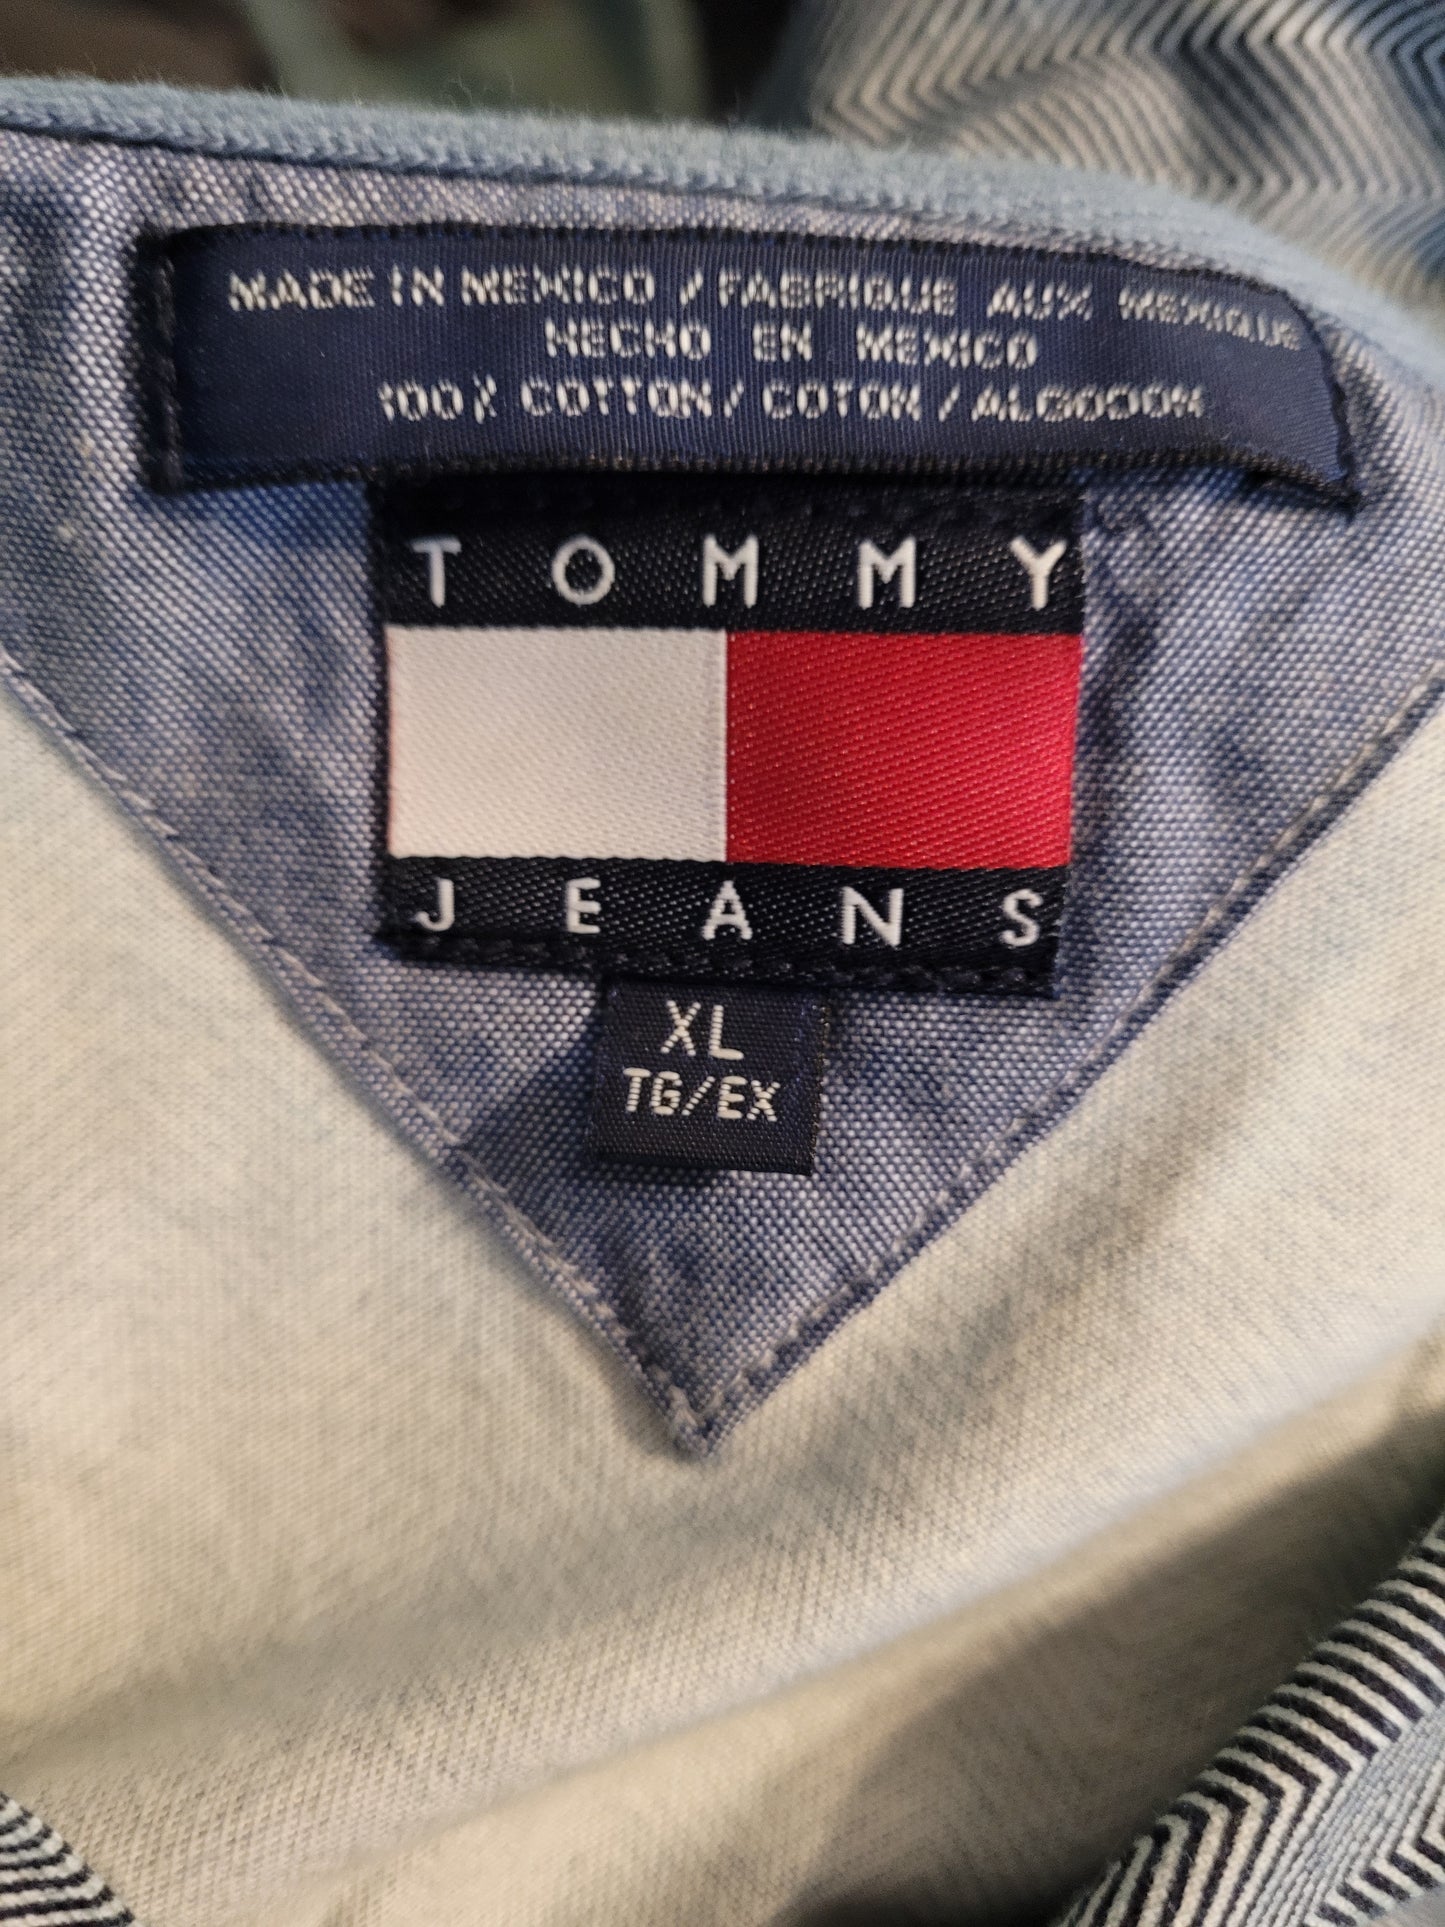 MADE IN MEXICO / FABRIQUE AUX MEXIQUE
HECHO EN MEXICO
100% COTTON / COTON / ALGODON
TOMMY
JEANS
XL
TG/EX